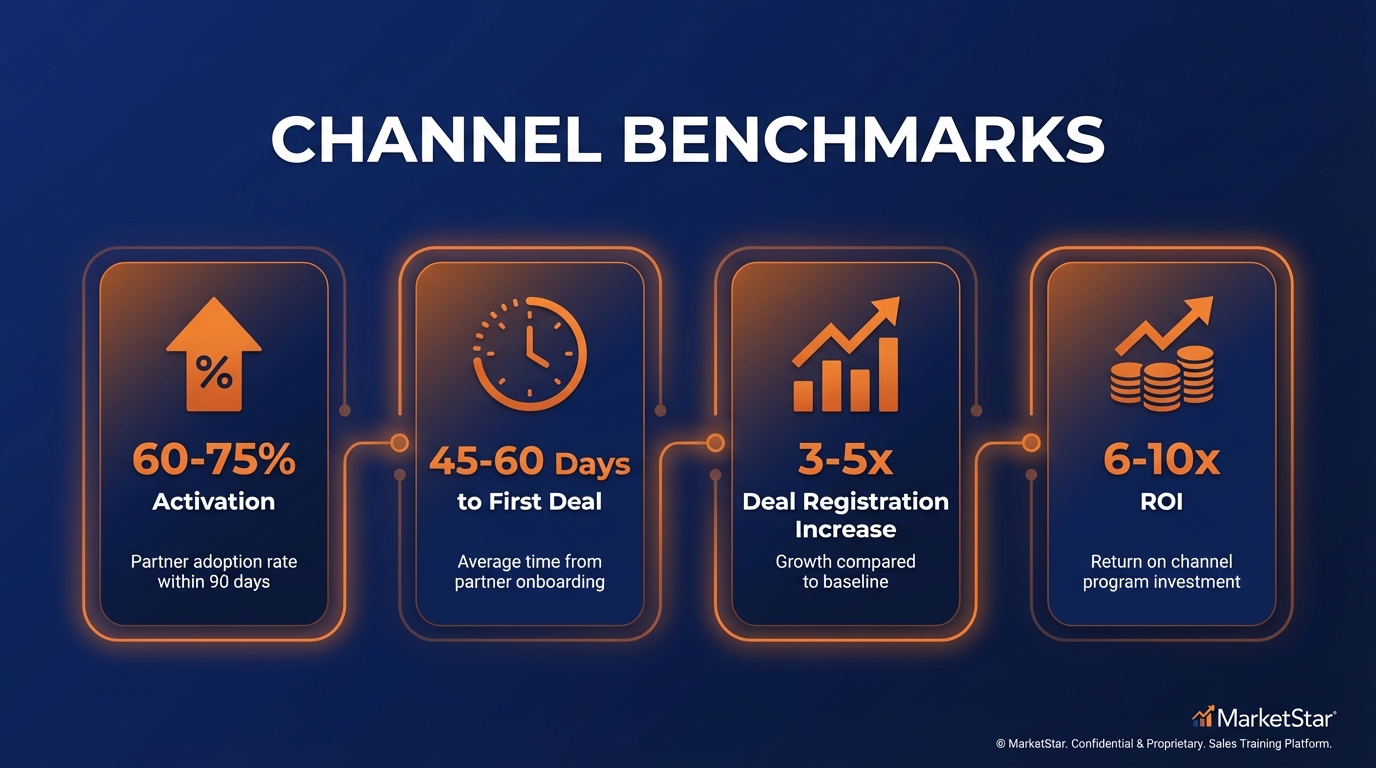 CHANNEL BENCHMARKS
%
60-75%
Activation
Partner adoption rate
within 90 days
45-60 Days
to First Deal
Average time from
partner onboarding
3-5x
Deal Registration
Increase
Growth compared
to baseline
6-10x
ROI
Return on channel
program investment
MarketStar®
© MarketStar. Confidential & Proprietary. Sales Training Platform.